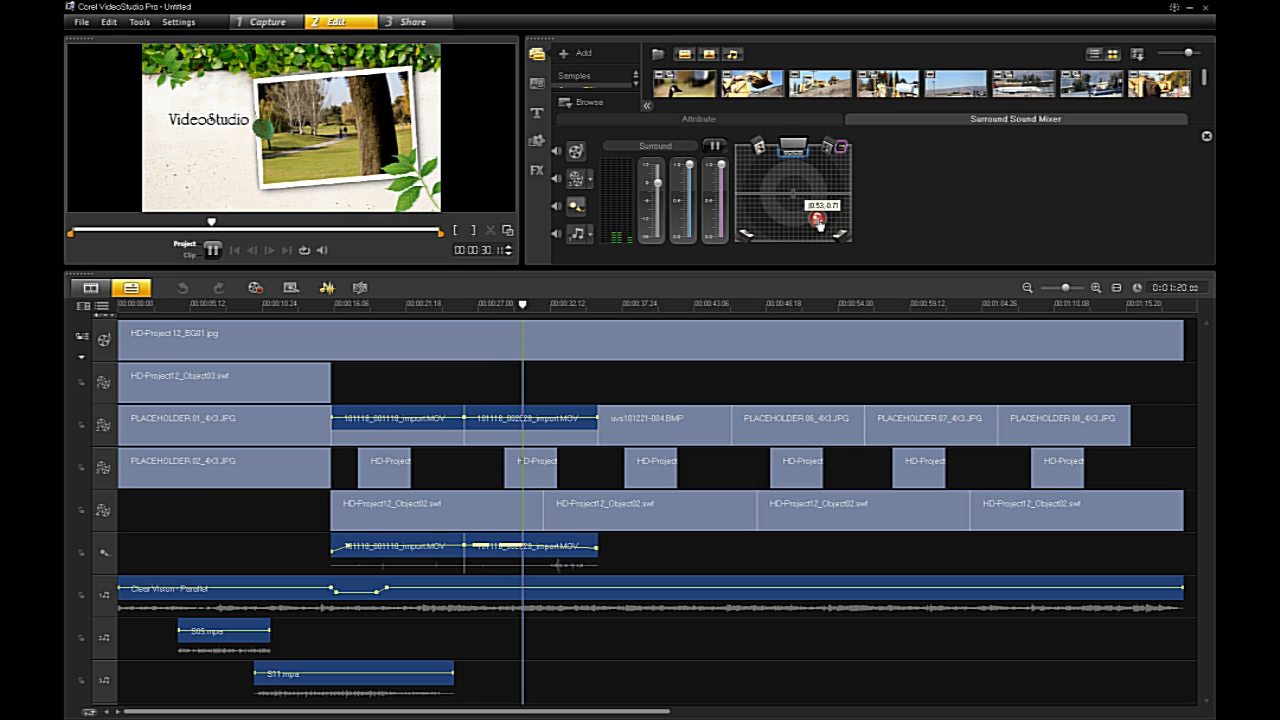 Corel VideoStudio Pro - Untitled
File Edit Tools Settings
1 Capture 2 Edit 3 Share
VideoStudio
Project
Clip
Add
Samples
Browse
Attribute Surround Sound Mixer
Surround
00:00:00.00 00:00:05.12 00:00:10.24 00:00:16.06 00:00:21.18 00:00:27.00 00:00:32.12 00:00:37.24 00:00:43.06 00:00:48.18 00:00:54.00 00:00:59.12 00:01:04.26 00:01:10.08 00:01:15.20
0:01:20.00
HD-Project 12_BG01.jpg
HD-Project12_Object03.swf
PLACEHOLDER 01_4X3.JPG 101118_001118_import.MOV 101118_002828_import.MOV uvs101221-004.BMP PLACEHOLDER 06_4X3.JPG PLACEHOLDER 07_4X3.JPG PLACEHOLDER 08_4X3.JPG
PLACEHOLDER 02_4X3.JPG HD-Project HD-Project HD-Project HD-Project HD-Project HD-Project
HD-Project12_Object02.swf HD-Project12_Object02.swf HD-Project12_Object02.swf HD-Project12_Object02.swf
Clear Vision - Parallel
S05.mpa
S11.mpa